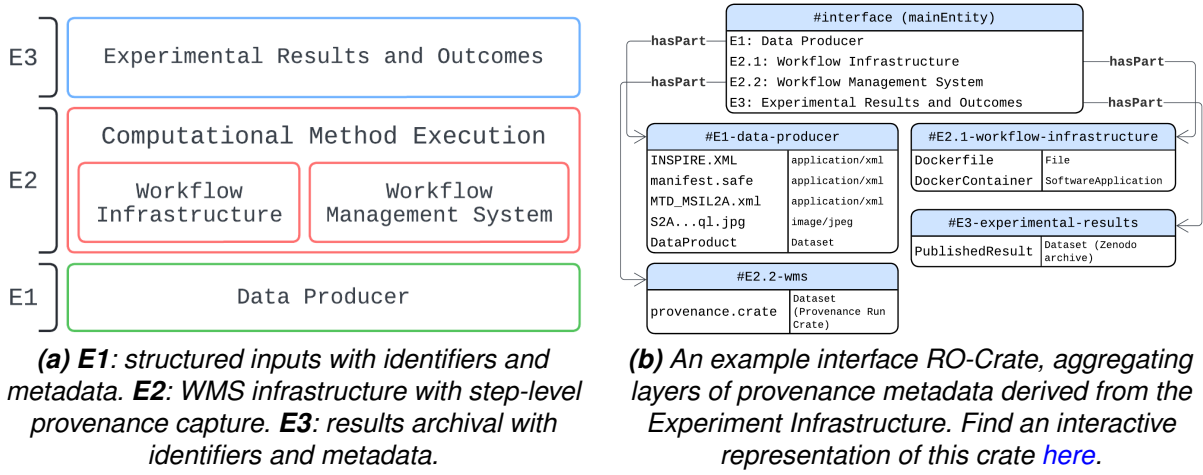 E3
Experimental Results and Outcomes
E2
Computational Method Execution
Workflow
Infrastructure
Workflow
Management System
E1
Data Producer
(a) E1: structured inputs with identifiers and
metadata. E2: WMS infrastructure with step-level
provenance capture. E3: results archival with
identifiers and metadata.
#interface (mainEntity)
hasPart
E1: Data Producer
E2.1: Workflow Infrastructure
hasPart
hasPart
E2.2: Workflow Management System
E3: Experimental Results and Outcomes
hasPart
#E1-data-producer
INSPIRE.XML application/xml
manifest.safe application/xml
MTD_MSIL2A.xml application/xml
S2A...ql.jpg image/jpeg
DataProduct Dataset
#E2.1-workflow-infrastructure
Dockerfile File
DockerContainer SoftwareApplication
#E3-experimental-results
PublishedResult Dataset (Zenodo
archive)
#E2.2-wms
provenance.crate Dataset
(Provenance Run
Crate)
(b) An example interface RO-Crate, aggregating
layers of provenance metadata derived from the
Experiment Infrastructure. Find an interactive
representation of this crate here.